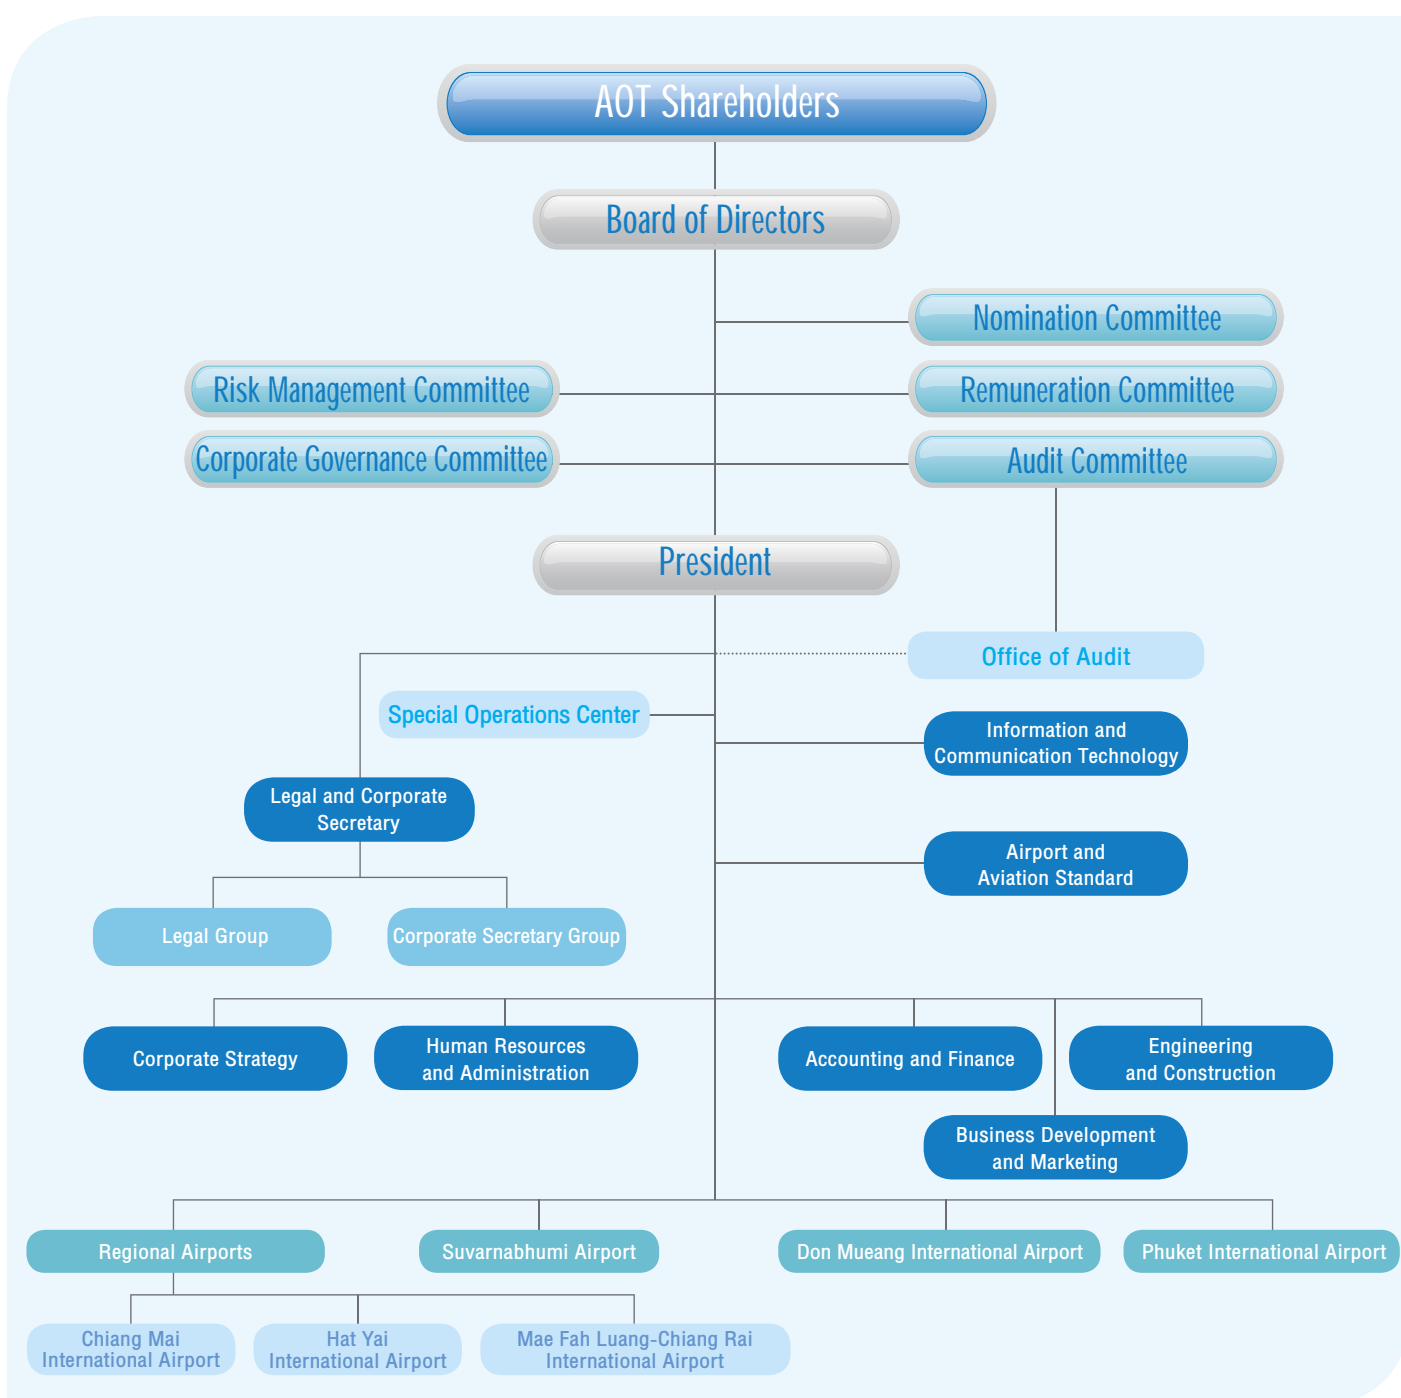 AOT Shareholders
Board of Directors
Nomination Committee
Risk Management Committee
Remuneration Committee
Corporate Governance Committee
Audit Committee
President
Office of Audit
Special Operations Center
Information and
Communication Technology
Legal and Corporate
Secretary
Airport and
Aviation Standard
Legal Group
Corporate Secretary Group
Corporate Strategy
Human Resources
and Administration
Accounting and Finance
Engineering
and Construction
Business Development
and Marketing
Regional Airports
Suvarnabhumi Airport
Don Mueang International Airport
Phuket International Airport
Chiang Mai
International Airport
Hat Yai
International Airport
Mae Fah Luang-Chiang Rai
International Airport